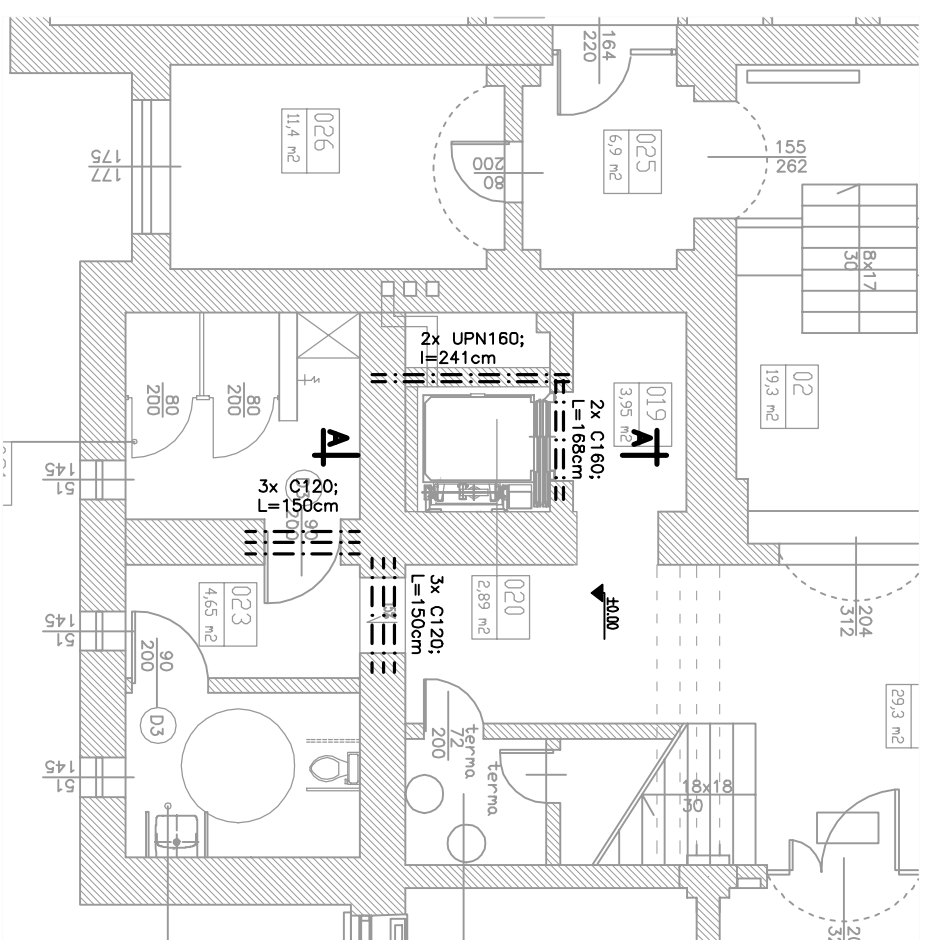 164
220
026
11,4 m2
025
6,9 m2
175
177
80
200
155
262
8x17
30
2x UPN160;
l=241cm
02
19,3 m2
80
200
80
200
019
3,95 m2
2x C160;
L=168cm
A
A
145
51
3x C120;
L=150cm
90
200
023
4,65 m2
3x C120;
L=150cm
020
2,89 m2
±0.00
145
51
204
312
90
200
D3
72
200
terma
terma
29,3 m2
145
51
18x18
30